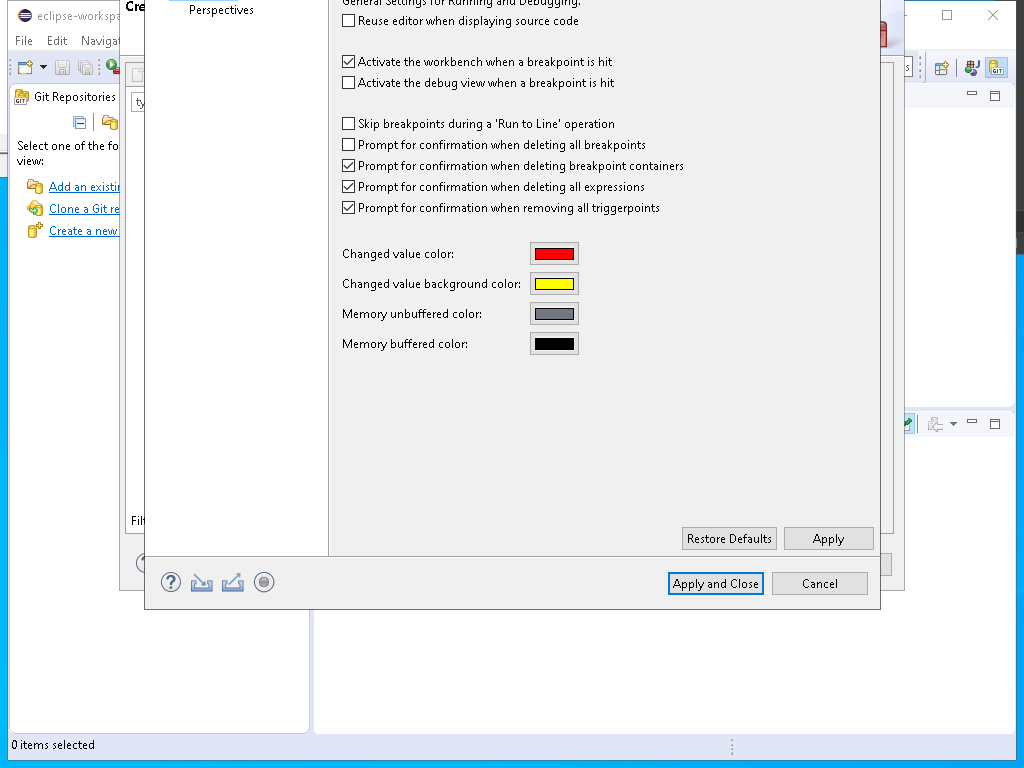 eclipse-workspa
Cre
Perspectives
General Settings for Running and Debugging.
Reuse editor when displaying source code
File Edit Navigat
Activate the workbench when a breakpoint is hit
Activate the debug view when a breakpoint is hit
Git Repositories
ty
Skip breakpoints during a 'Run to Line' operation
Prompt for confirmation when deleting all breakpoints
Prompt for confirmation when deleting breakpoint containers
Prompt for confirmation when deleting all expressions
Prompt for confirmation when removing all triggerpoints
Select one of the fo
view:
Add an existin
Clone a Git re
Create a new
Changed value color:
Changed value background color:
Memory unbuffered color:
Memory buffered color:
Filt
Restore Defaults Apply
Apply and Close Cancel
0 items selected